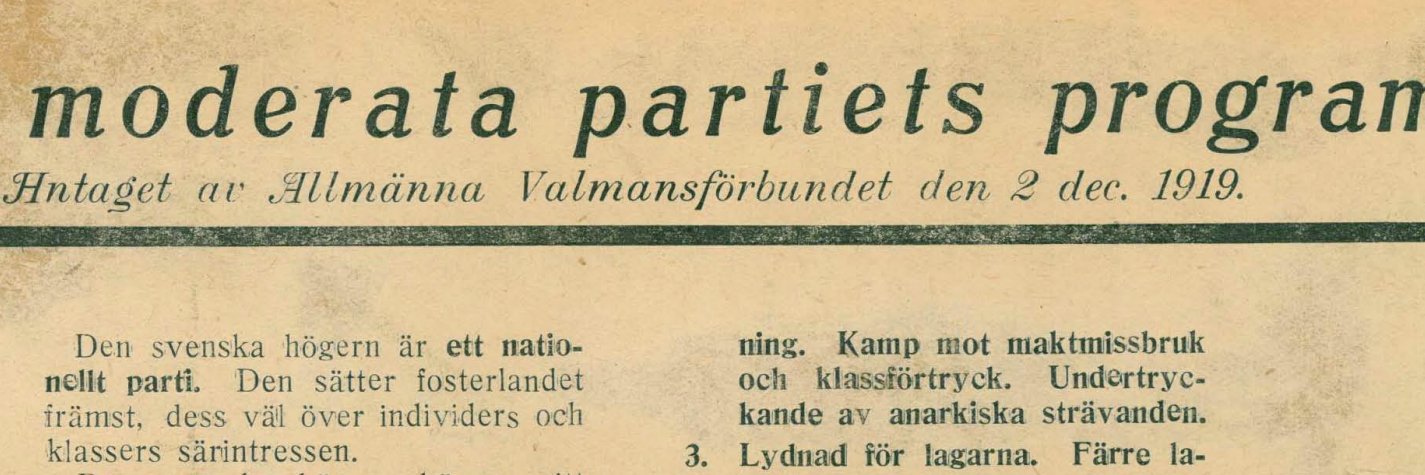 moderata partiets progran
Antaget av Allmänna Valmansförbundet den 2 dec. 1919.
Den svenska högern är ett natio-
nellt parti. Den sätter fosterlandet
främst, dess väl över individers och
klassers särintressen.
ning. Kamp mot maktmissbruk
och klassförtryck. Undertryc-
kande av anarkiska strävanden.
3. Lydnad för lagarna. Färre la-